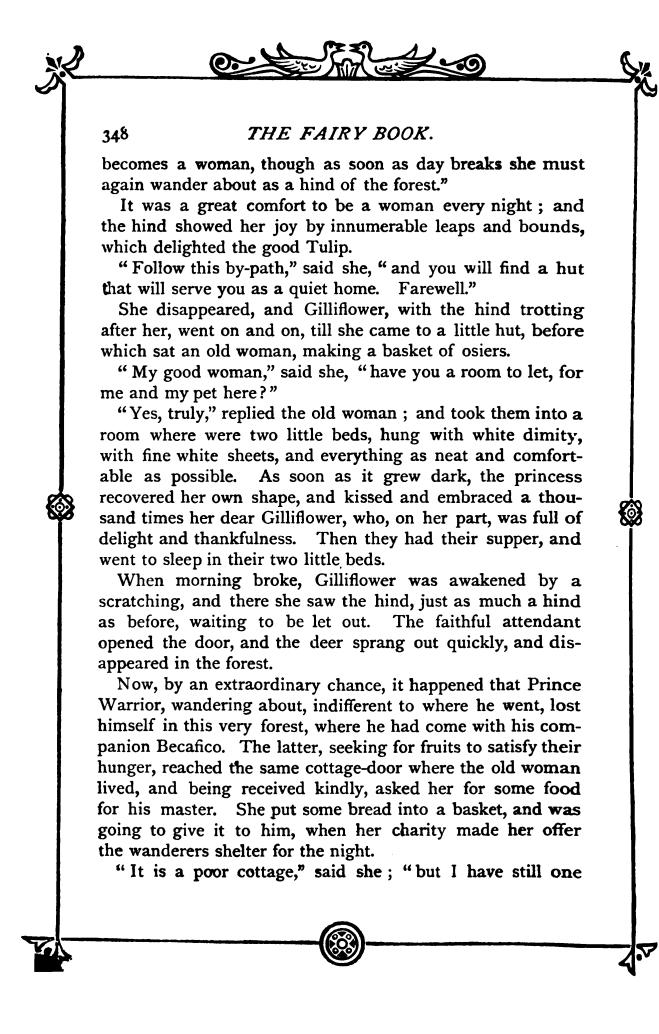 348 THE FAIRY BOOK.
becomes a woman, though as soon as day breaks she must
again wander about as a hind of the forest."
It was a great comfort to be a woman every night ; and
the hind showed her joy by innumerable leaps and bounds,
which delighted the good Tulip.
“ Follow this by-path,” said she, “ and you will find a hut
that will serve you as a quiet home. Farewell.”
She disappeared, and Gilliflower, with the hind trotting
after her, went on and on, till she came to a little hut, before
which sat an old woman, making a basket of osiers.
“ My good woman,” said she, “ have you a room to let, for
me and my pet here ? ”
“ Yes, truly,” replied the old woman ; and took them into a
room where were two little beds, hung with white dimity,
with fine white sheets, and everything as neat and comfort-
able as possible. As soon as it grew dark, the princess
recovered her own shape, and kissed and embraced a thou-
sand times her dear Gilliflower, who, on her part, was full of
delight and thankfulness. Then they had their supper, and
went to sleep in their two little beds.
When morning broke, Gilliflower was awakened by a
scratching, and there she saw the hind, just as much a hind
as before, waiting to be let out. The faithful attendant
opened the door, and the deer sprang out quickly, and dis-
appeared in the forest.
Now, by an extraordinary chance, it happened that Prince
Warrior, wandering about, indifferent to where he went, lost
himself in this very forest, where he had come with his com-
panion Becafico. The latter, seeking for fruits to satisfy their
hunger, reached the same cottage-door where the old woman
lived, and being received kindly, asked her for some food
for his master. She put some bread into a basket, and was
going to give it to him, when her charity made her offer
the wanderers shelter for the night.
“ It is a poor cottage,” said she ; “ but I have still one